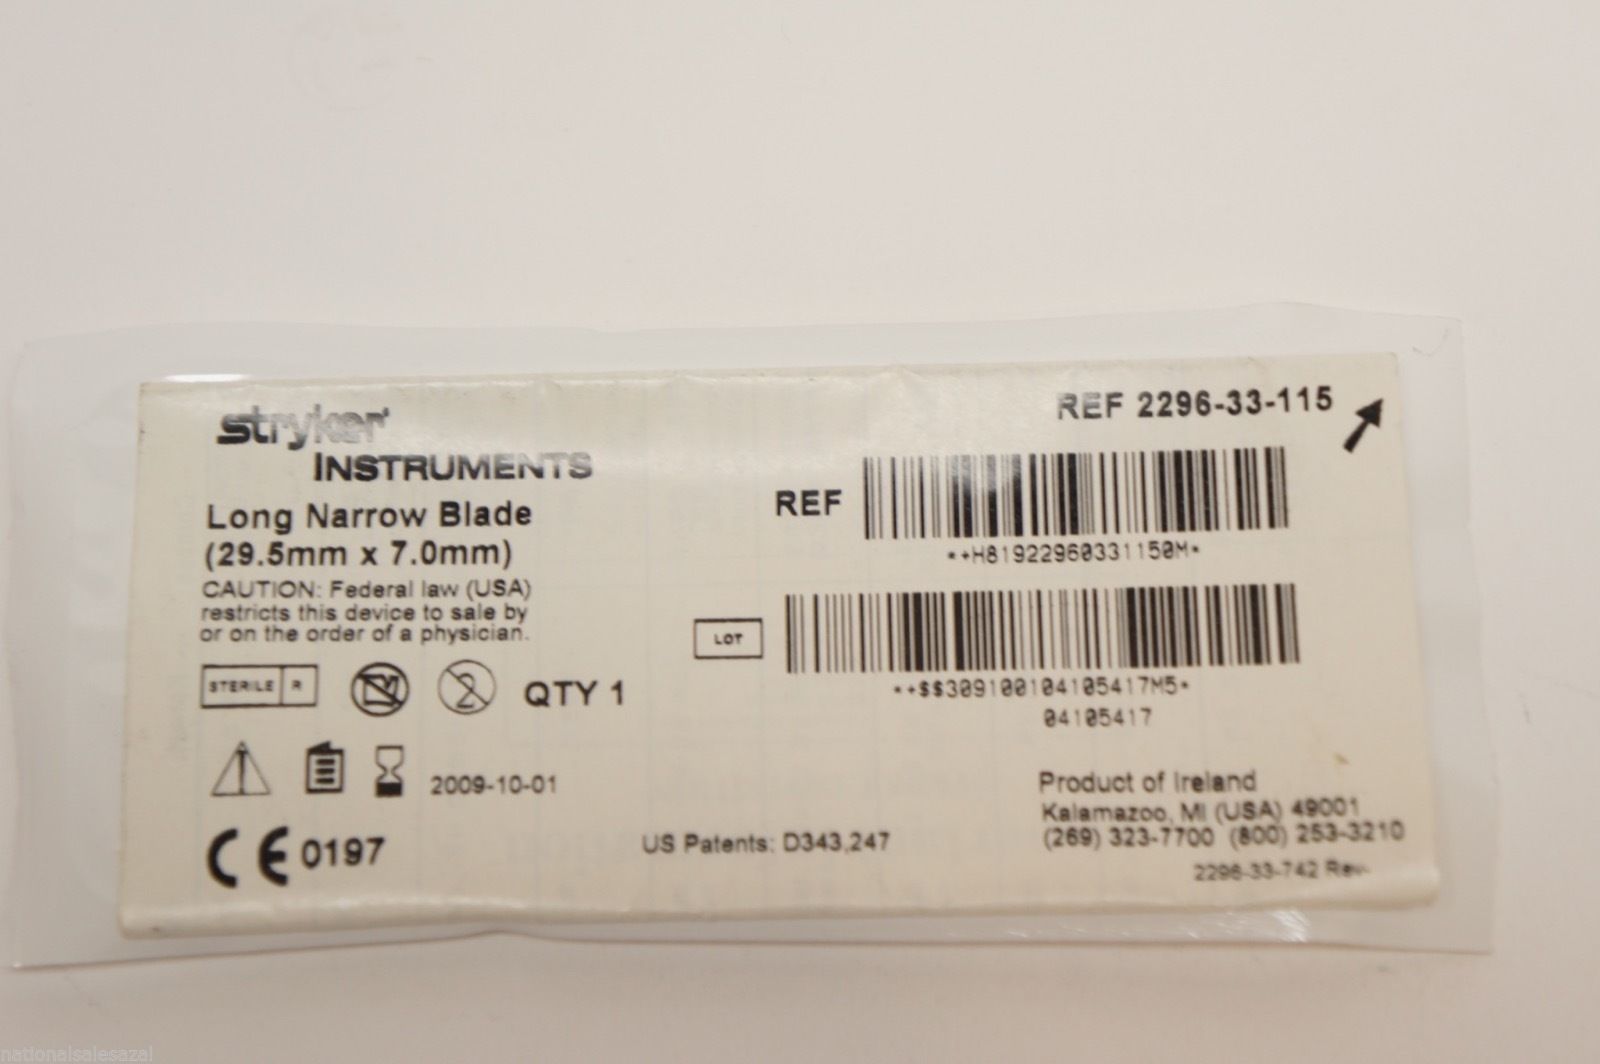 stryker
INSTRUMENTS
REF 2296-33-115
Long Narrow Blade
(29.5mm x 7.0mm)
CAUTION: Federal law (USA)
restricts this device to sale by
or on the order of a physician.
REF
*+H81922960331150M*
LOT
*+$$309100104105417M5*
04105417
STERILE R
2
QTY 1
2009-10-01
CE 0197
US Patents: D343,247
Product of Ireland
Kalamazoo, MI (USA) 49001
(269) 323-7700 (800) 253-3210
2296-33-742 Rev-
nationalsalesazal